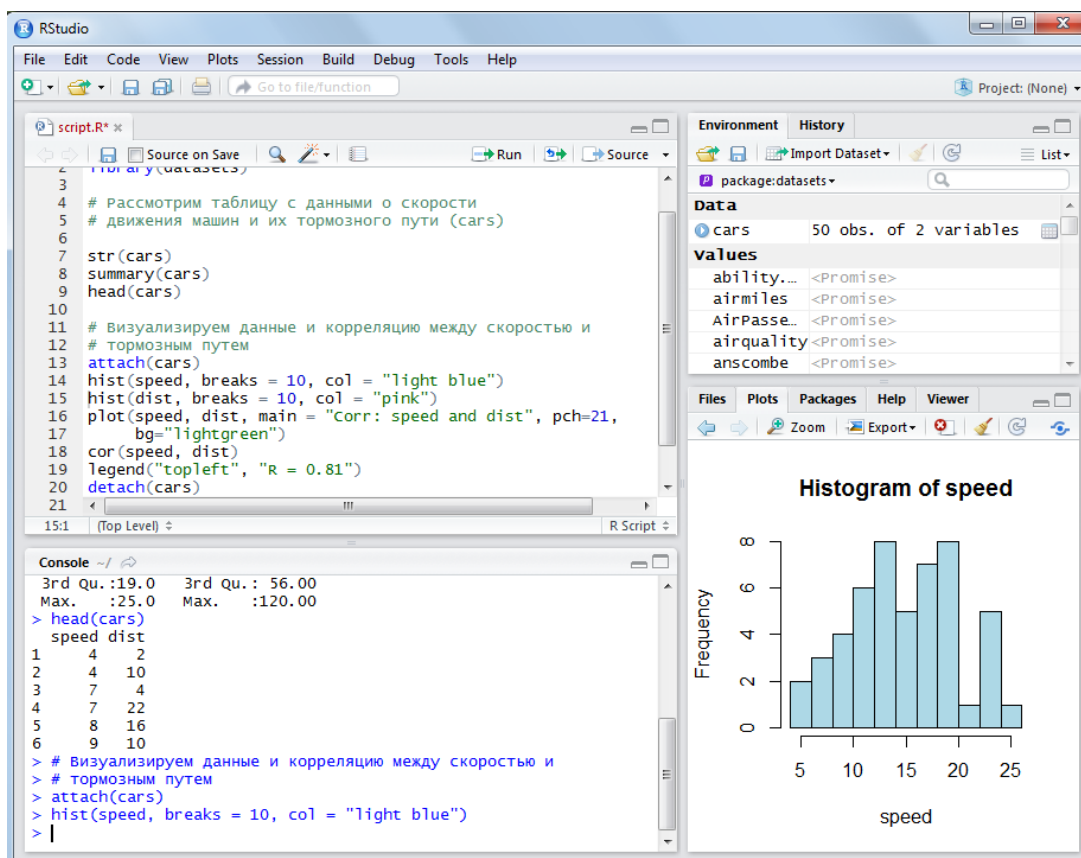 RStudio
File Edit Code View Plots Session Build Debug Tools Help
Go to file/function
Project: (None)
script.R*
Source on Save
Run
Source
2 library(datasets)
3
4 # Рассмотрим таблицу с данными о скорости
5 # движения машин и их тормозного пути (cars)
6
7 str(cars)
8 summary(cars)
9 head(cars)
10
11 # Визуализируем данные и корреляцию между скоростью и
12 # тормозным путем
13 attach(cars)
14 hist(speed, breaks = 10, col = "light blue")
15 hist(dist, breaks = 10, col = "pink")
16 plot(speed, dist, main = "Corr: speed and dist", pch=21,
17 bg="lightgreen")
18 cor(speed, dist)
19 legend("topleft", "R = 0.81")
20 detach(cars)
21
15:1 (Top Level) R Script
Console ~/
3rd Qu.:19.0 3rd Qu.: 56.00
Max. :25.0 Max. :120.00
> head(cars)
speed dist
1 4 2
2 4 10
3 7 4
4 7 22
5 8 16
6 9 10
> # Визуализируем данные и корреляцию между скоростью и
> # тормозным путем
> attach(cars)
> hist(speed, breaks = 10, col = "light blue")
>
Environment History
Import Dataset List
package:datasets
Data
cars 50 obs. of 2 variables
Values
ability.… <Promise>
airmiles <Promise>
AirPasse… <Promise>
airquality <Promise>
anscombe <Promise>
Files Plots Packages Help Viewer
Zoom Export
Histogram of speed
Frequency
8
6
4
2
0
5 10 15 20 25
speed